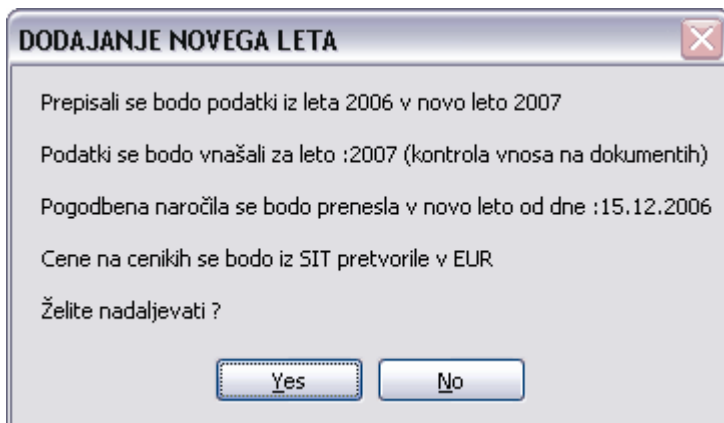 DODAJANJE NOVEGA LETA
Prepisali se bodo podatki iz leta 2006 v novo leto 2007
Podatki se bodo vnašali za leto :2007 (kontrola vnosa na dokumentih)
Pogodbena naročila se bodo prenesla v novo leto od dne :15.12.2006
Cene na cenikih se bodo iz SIT pretvorile v EUR
Želite nadaljevati ?
Yes No